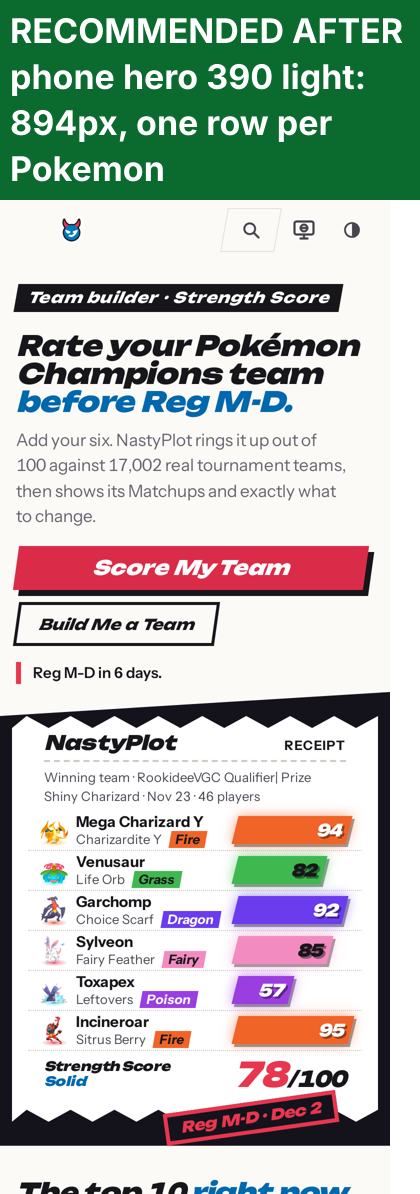 RECOMMENDED AFTER
phone hero 390 light:
894px, one row per
Pokemon
Team builder · Strength Score
Rate your Pokémon
Champions team
before Reg M-D.
Add your six. NastyPlot rings it up out of
100 against 17,002 real tournament teams,
then shows its Matchups and exactly what
to change.
Score My Team
Build Me a Team
Reg M-D in 6 days.
NastyPlot RECEIPT
Winning team · RookideeVGC Qualifier| Prize
Shiny Charizard · Nov 23 · 46 players
Mega Charizard Y
Charizardite Y Fire 94
Venusaur
Life Orb Grass 82
Garchomp
Choice Scarf Dragon 92
Sylveon
Fairy Feather Fairy 85
Toxapex
Leftovers Poison 57
Incineroar
Sitrus Berry Fire 95
Strength Score
Solid 78/100
Reg M-D · Dec 2
The top 10 right now